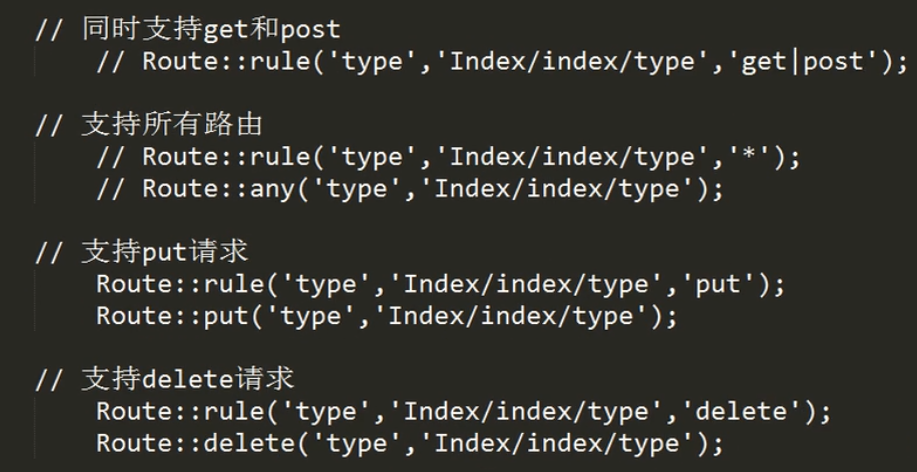 // 同时支持get和post
// Route::rule('type','Index/index/type','get|post');
// 支持所有路由
// Route::rule('type','Index/index/type','*');
// Route::any('type','Index/index/type');
// 支持put请求
Route::rule('type','Index/index/type','put');
Route::put('type','Index/index/type');
// 支持delete请求
Route::rule('type','Index/index/type','delete');
Route::delete('type','Index/index/type');